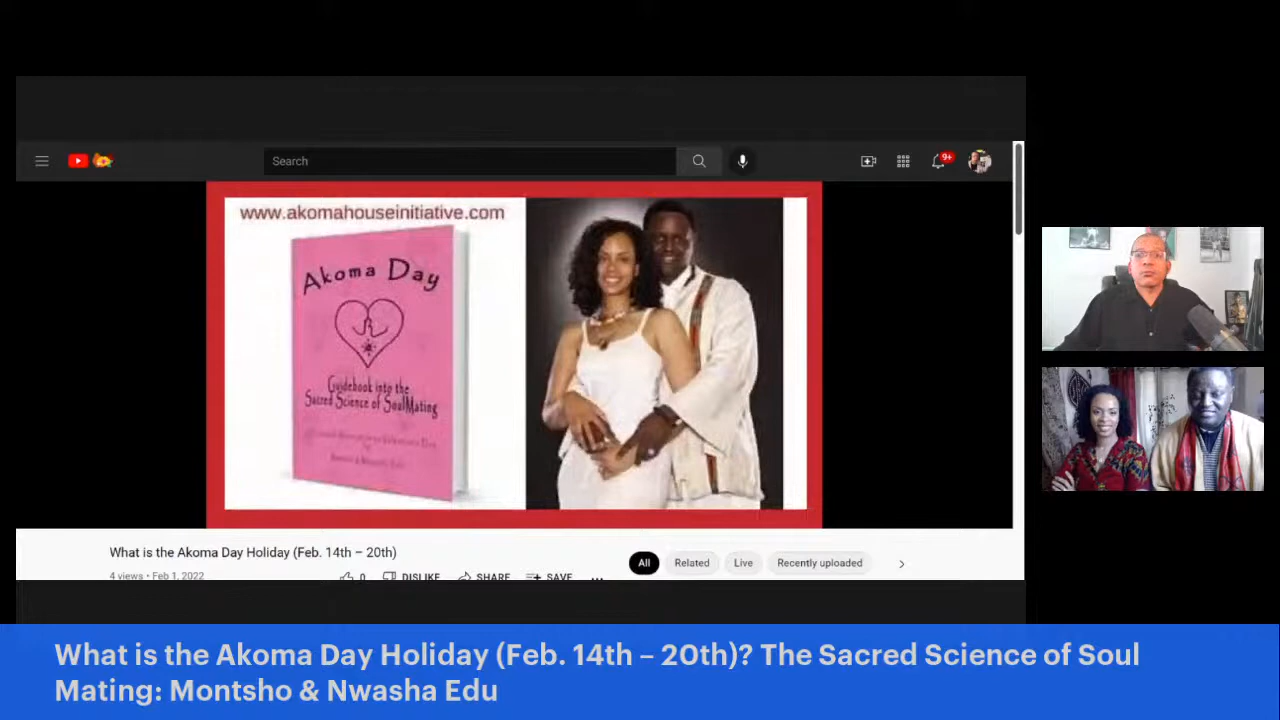 Search
9+
www.akomahouseinitiative.com
Akoma Day
Guidebook into the
Sacred Science of SoulMating
What is the Akoma Day Holiday (Feb. 14th – 20th)
All
Related
Live
Recently uploaded
4 views • Feb 1, 2022
0
DISLIKE
SHARE
SAVE
What is the Akoma Day Holiday (Feb. 14th – 20th)? The Sacred Science of Soul
Mating: Montsho & Nwasha Edu